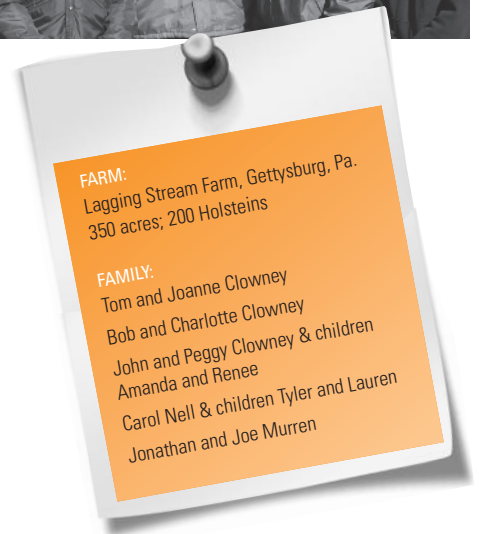 FARM:
Lagging Stream Farm, Gettysburg, Pa.
350 acres; 200 Holsteins
FAMILY:
Tom and Joanne Clowney
Bob and Charlotte Clowney
John and Peggy Clowney & children
Amanda and Renee
Carol Nell & children Tyler and Lauren
Jonathan and Joe Murren